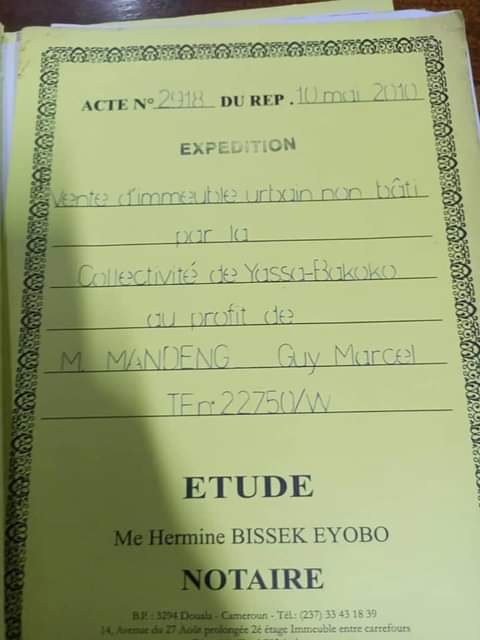 ACTE N° 2918 DU REP . 10 mai 2010
EXPEDITION
Vente d'immeuble urbain non bâti
par la
Collectivité de Yassa-Bakoko
au profit de
M. MANDENG Guy Marcel
TF n° 22750/W
ETUDE
Me Hermine BISSEK EYOBO
NOTAIRE
B.P. : 3294 Douala - Cameroun - Tél.: (237) 33 43 18 39
14, Avenue du 27 Août prolongée 2è étage Immeuble entre carrefours